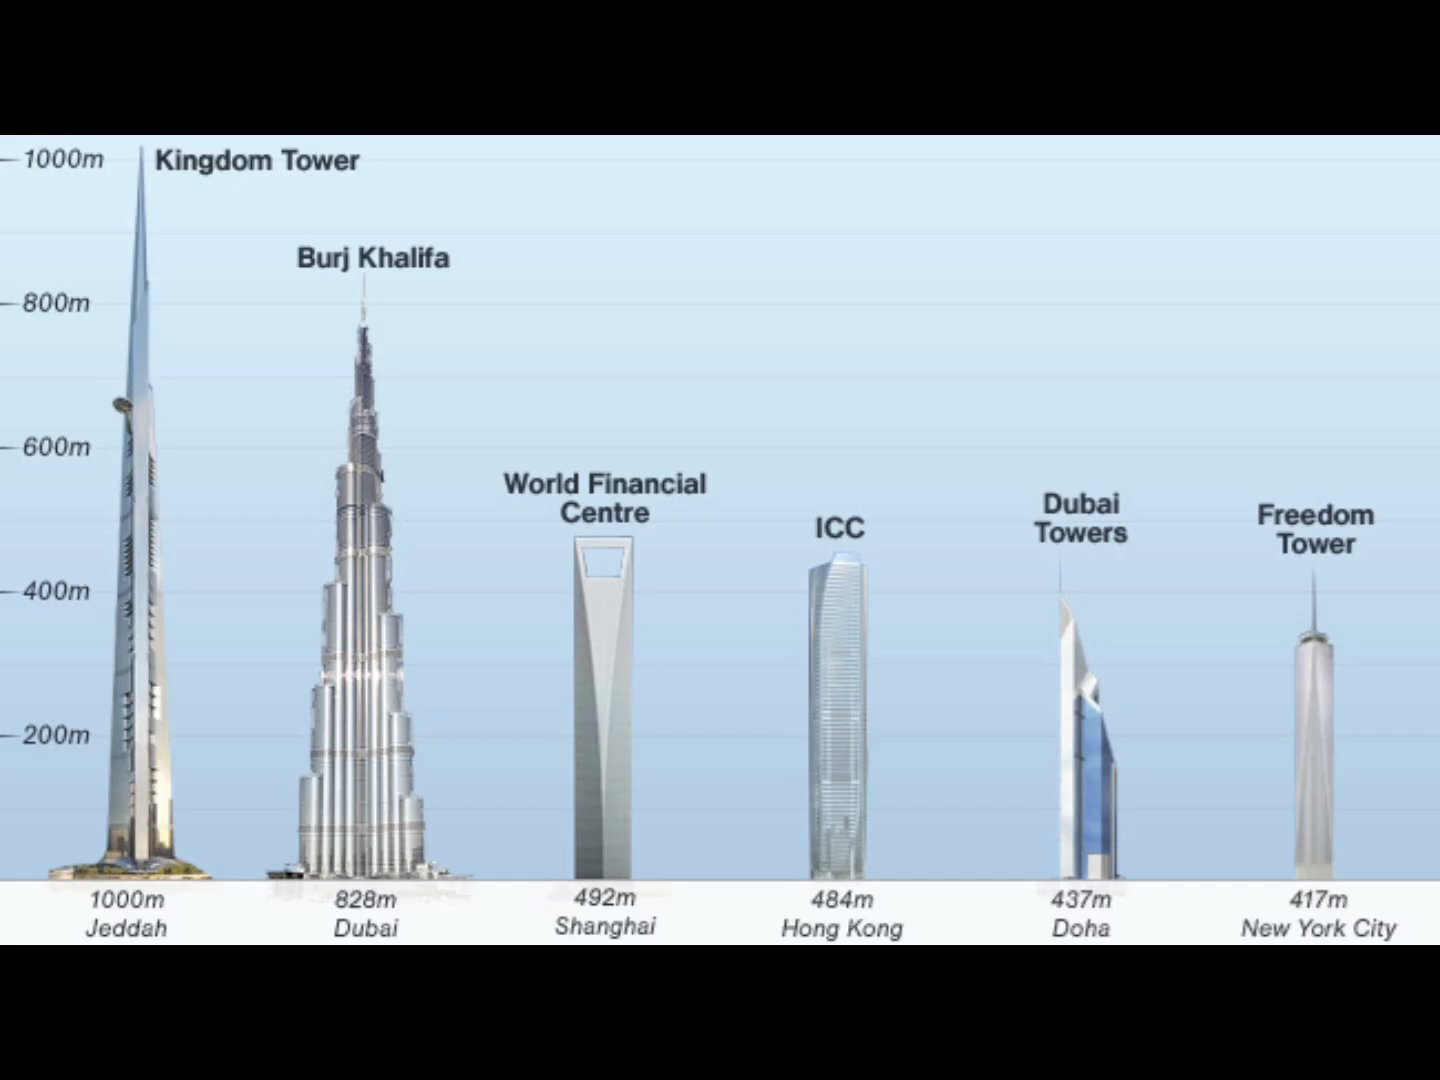 1000m
Kingdom Tower
Burj Khalifa
800m
600m
World Financial
Centre
ICC
Dubai
Towers
Freedom
Tower
400m
200m
1000m
Jeddah
828m
Dubai
492m
Shanghai
484m
Hong Kong
437m
Doha
417m
New York City